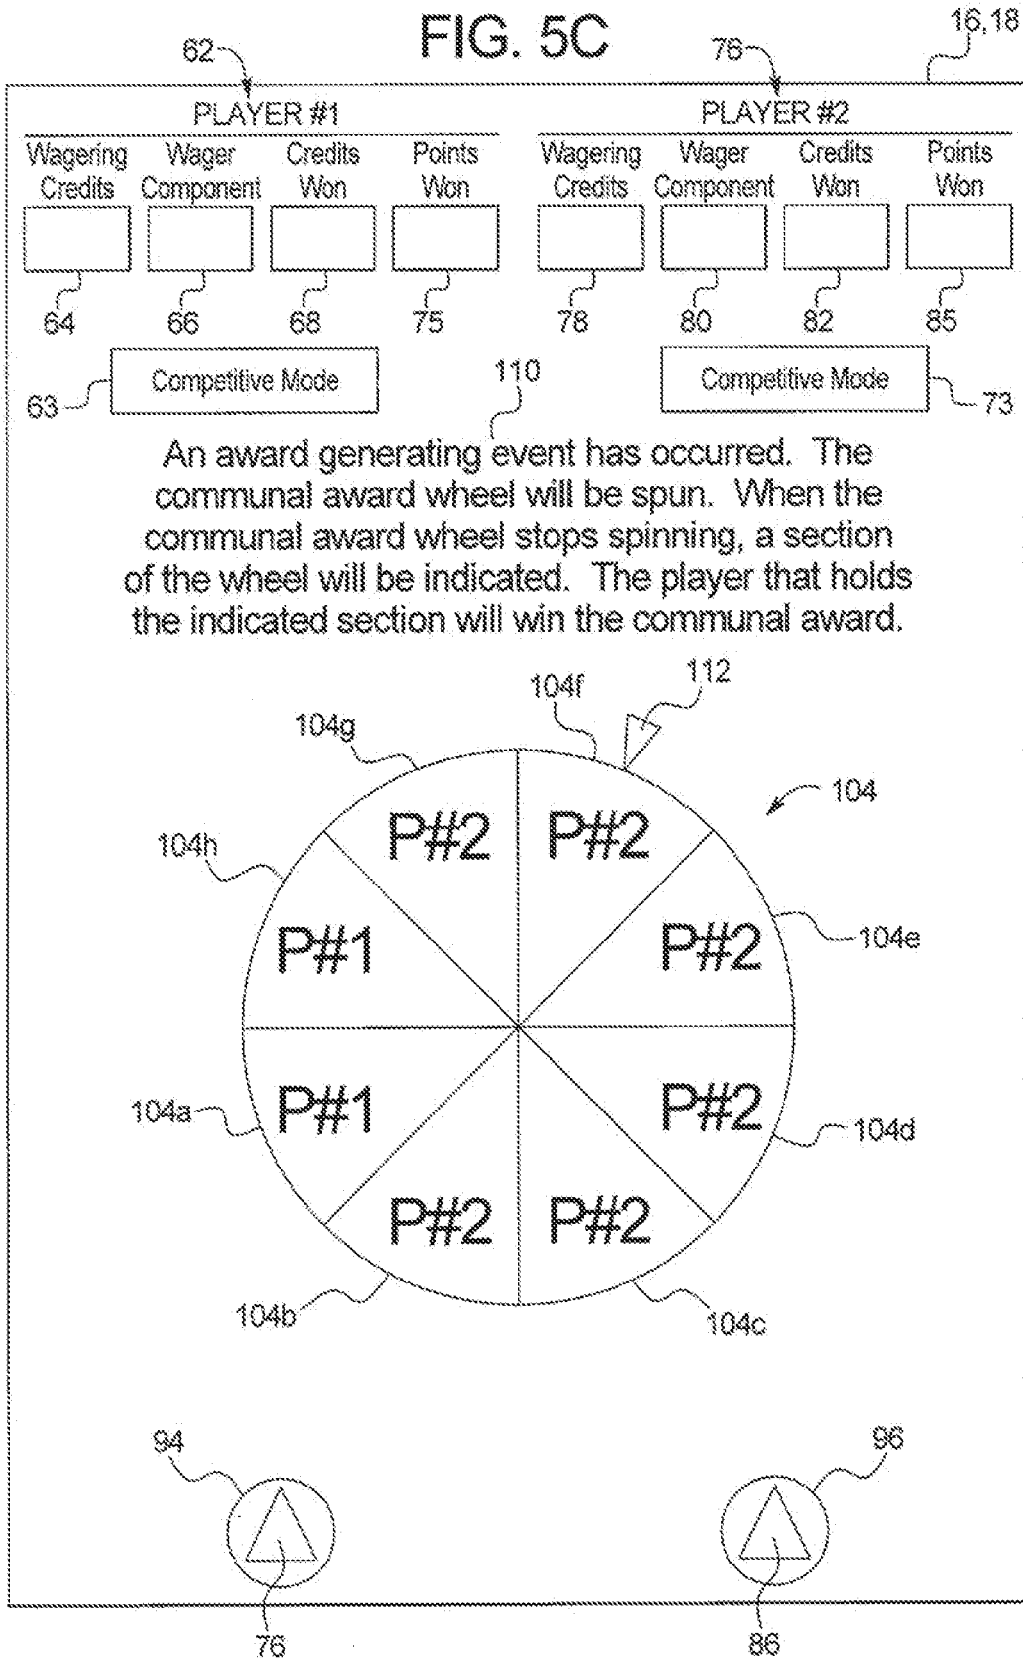 FIG. 5C
16,18
62
76
PLAYER #1
PLAYER #2
Wagering Credits
Wager Component
Credits Won
Points Won
Wagering Credits
Wager Component
Credits Won
Points Won
64
66
68
75
78
80
82
85
63
Competitive Mode
110
Competitive Mode
73
An award generating event has occurred. The
communal award wheel will be spun. When the
communal award wheel stops spinning, a section
of the wheel will be indicated. The player that holds
the indicated section will win the communal award.
104f
112
104g
104
P#2
P#2
104h
P#1
P#2
104e
104a
P#1
P#2
104d
P#2
P#2
104b
104c
94
96
76
86